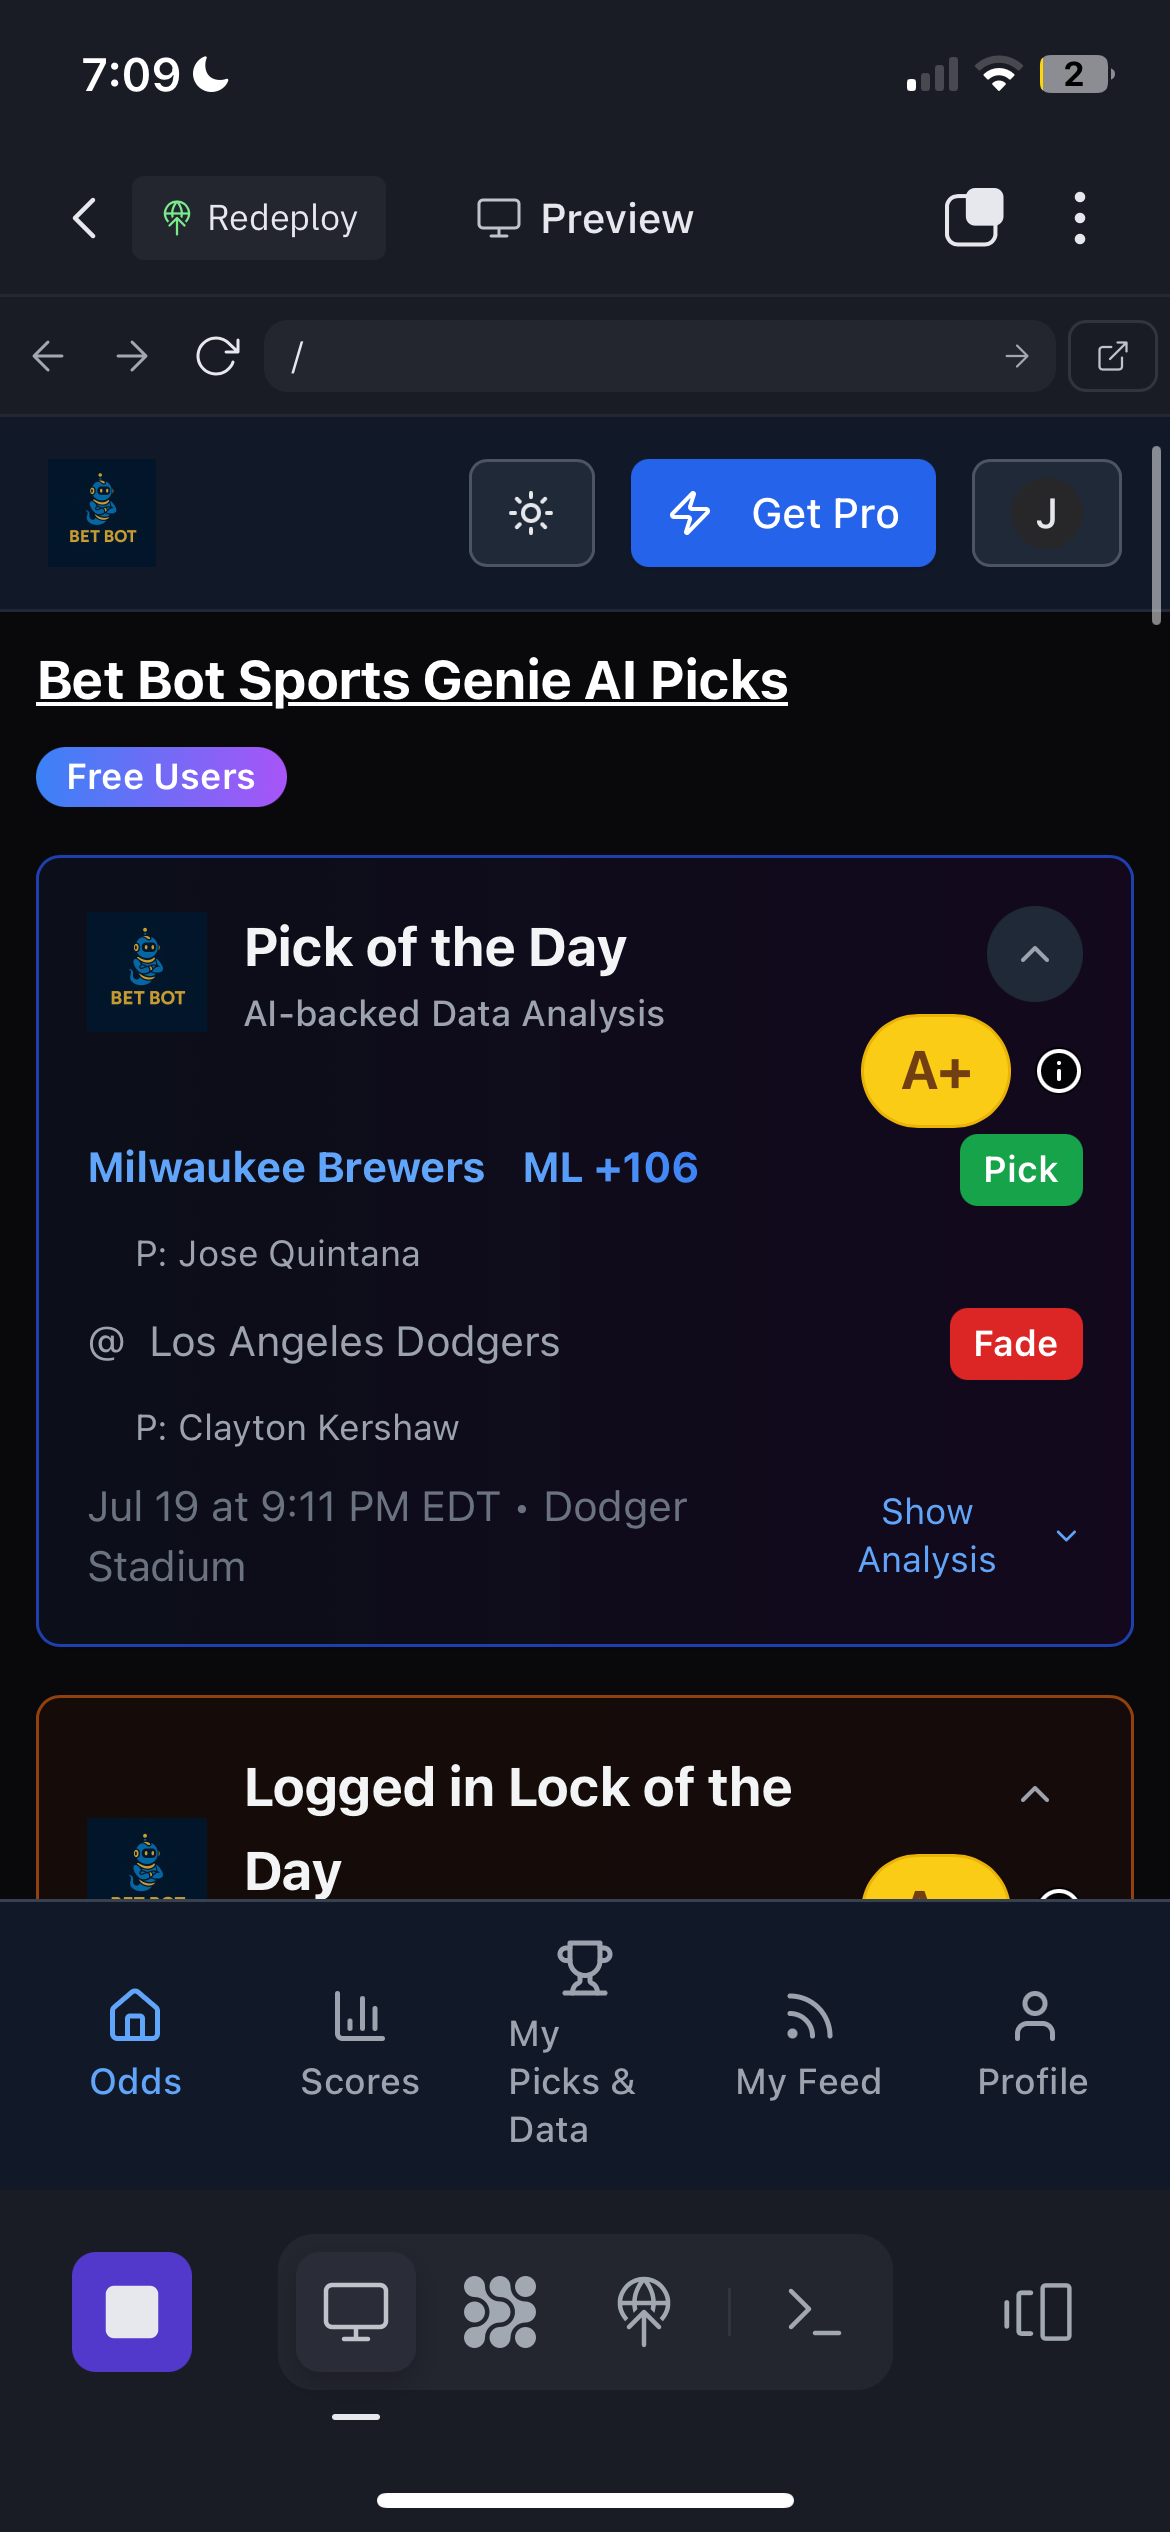 7:09
2
Redeploy
Preview
/
BET BOT
Get Pro
J
Bet Bot Sports Genie AI Picks
Free Users
BET BOT
Pick of the Day
AI-backed Data Analysis
A+
Milwaukee Brewers ML +106
Pick
P: Jose Quintana
@ Los Angeles Dodgers
Fade
P: Clayton Kershaw
Jul 19 at 9:11 PM EDT • Dodger
Stadium
Show
Analysis
Logged in Lock of the
Day
Odds
Scores
My
Picks &
Data
My Feed
Profile